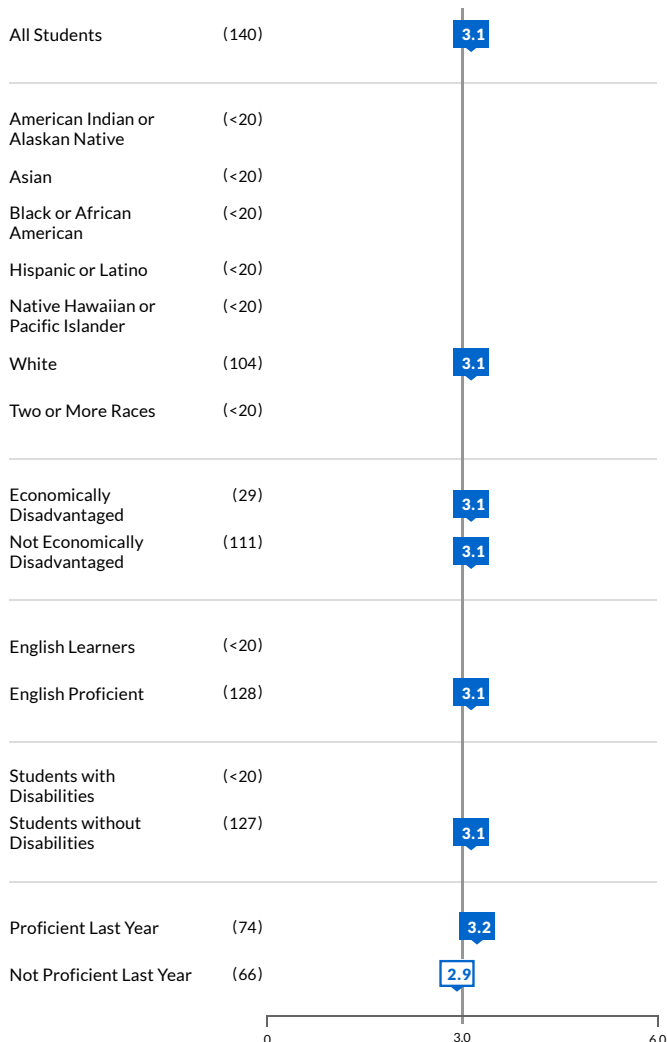 All Students (140) 3.1
American Indian or (<20)
Alaskan Native
Asian (<20)
Black or African (<20)
American
Hispanic or Latino (<20)
Native Hawaiian or (<20)
Pacific Islander
White (104) 3.1
Two or More Races (<20)
Economically (29) 3.1
Disadvantaged
Not Economically (111) 3.1
Disadvantaged
English Learners (<20)
English Proficient (128) 3.1
Students with (<20)
Disabilities
Students without (127) 3.1
Disabilities
Proficient Last Year (74) 3.2
Not Proficient Last Year (66) 2.9
0 3.0 6.0